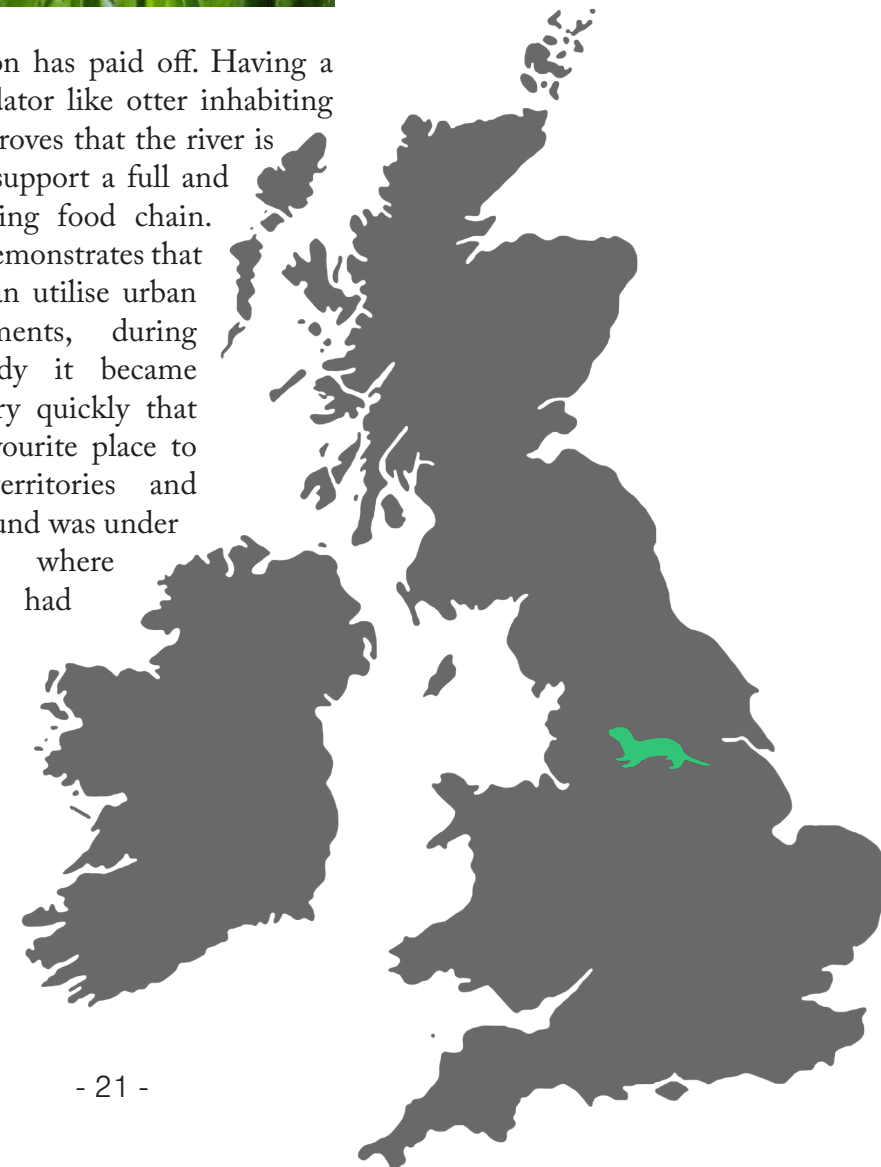 on has paid off. Having a
lator like otter inhabiting
roves that the river is
support a full and
ing food chain.
emonstrates that
an utilise urban
ments, during
dy it became
ry quickly that
vourite place to
erritories and
und was under
where
had
- 21 -